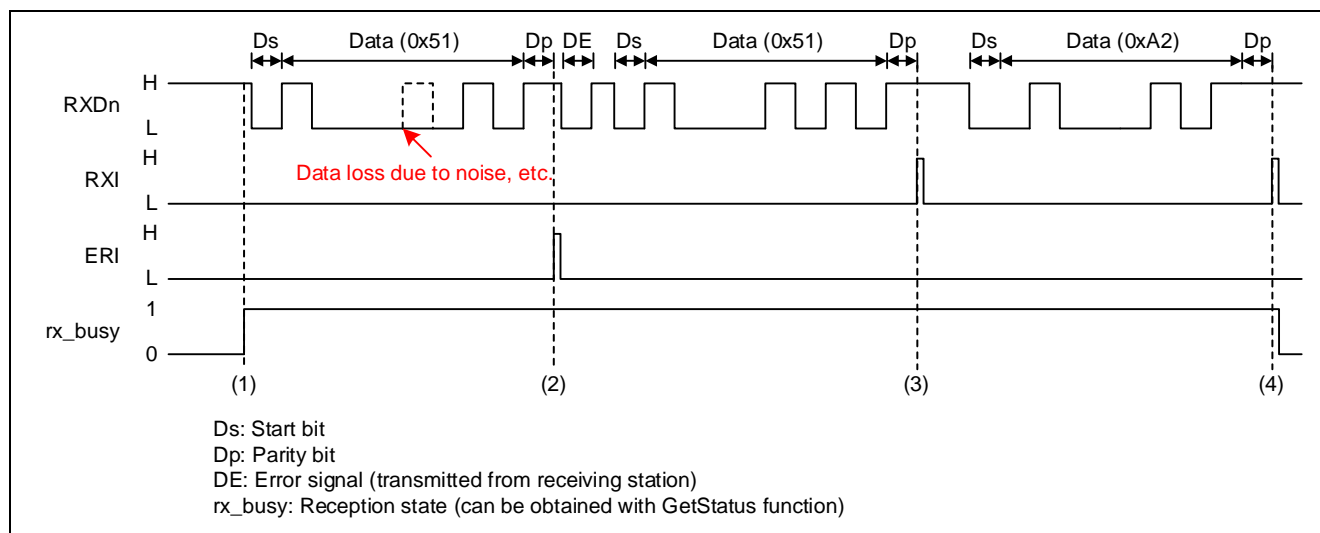 Ds Data (0x51) Dp DE Ds Data (0x51) Dp Ds Data (0xA2) Dp
H
RXDn
L
Data loss due to noise, etc.
H
RXI
L
H
ERI
L
1
rx_busy
0
(1) (2) (3) (4)
Ds: Start bit
Dp: Parity bit
DE: Error signal (transmitted from receiving station)
rx_busy: Reception state (can be obtained with GetStatus function)